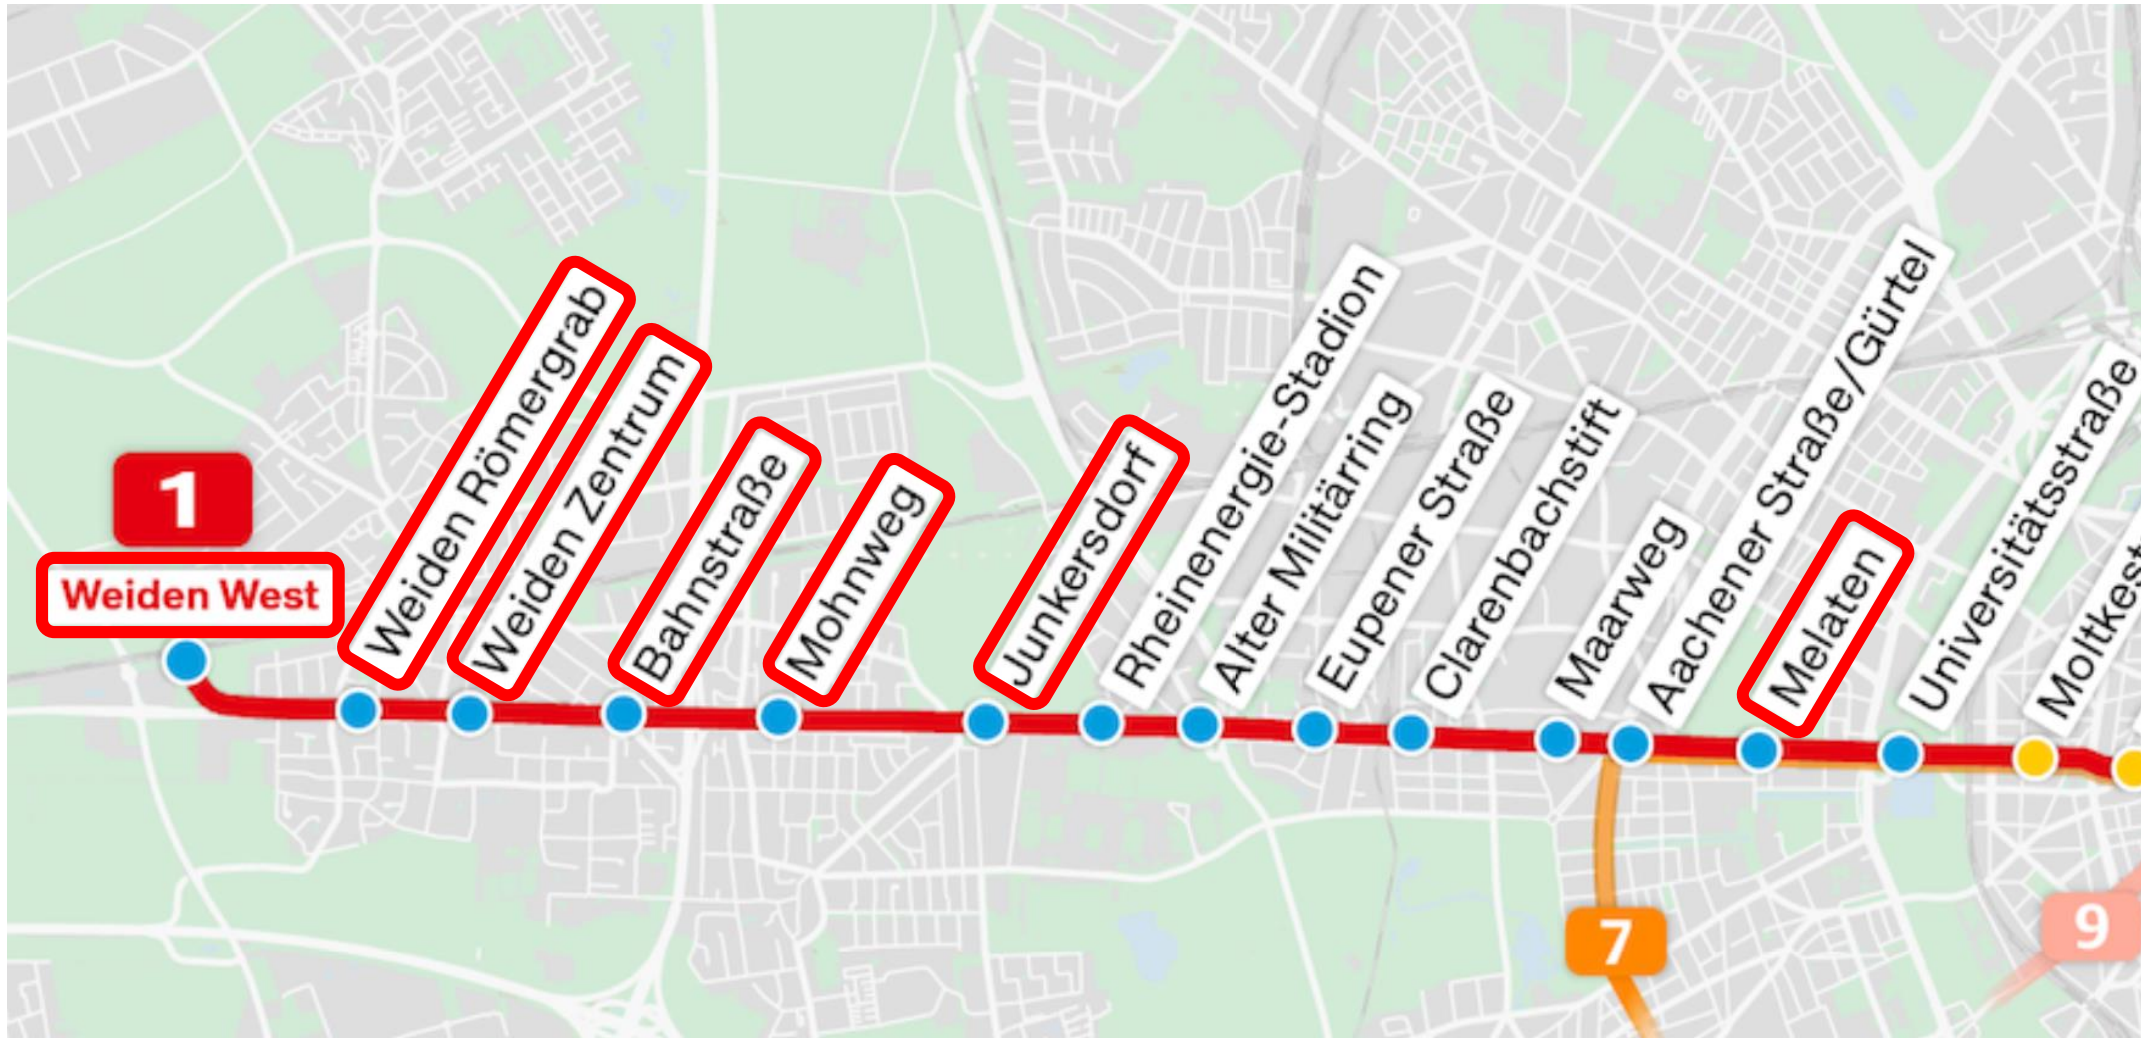 1
Weiden West
Weiden Römergrab
Weiden Zentrum
Bahnstraße
Mohnweg
Junkersdorf
Rheinenergie-Stadion
Alter Militärring
Eupener Straße
Clarenbachstift
Maarweg
Aachener Straße/Gürtel
Melaten
Universitätsstraße
7
9